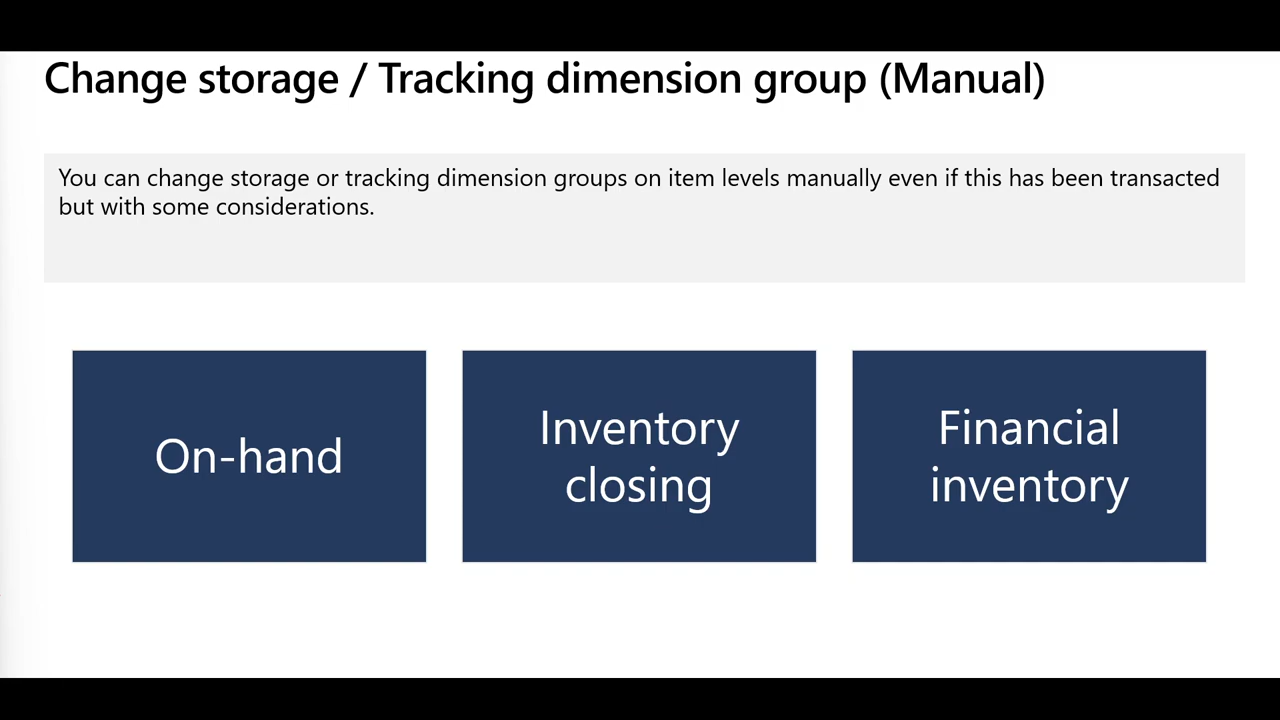 Change storage / Tracking dimension group (Manual)
You can change storage or tracking dimension groups on item levels manually even if this has been transacted
but with some considerations.
On-hand
Inventory
closing
Financial
inventory